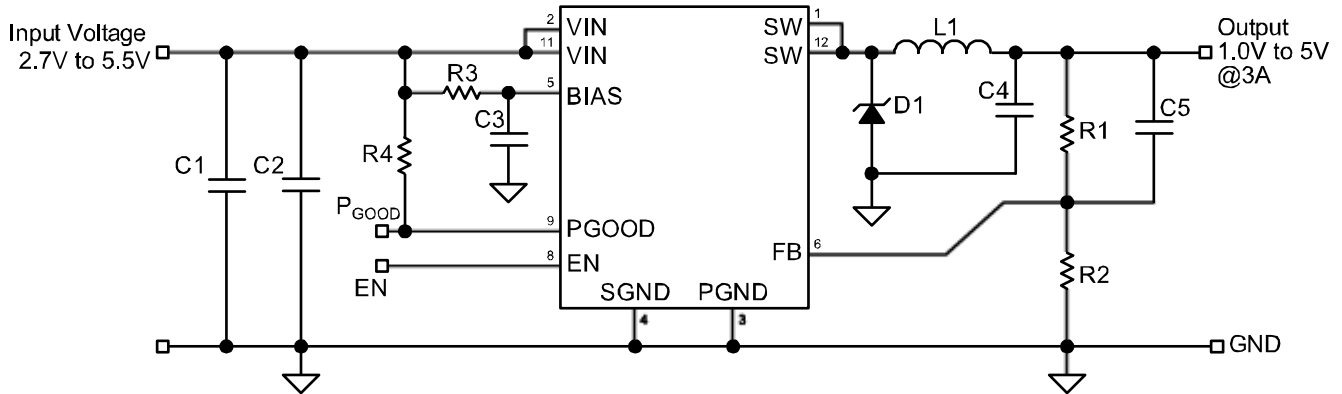 Input Voltage
2.7V to 5.5V
C1
C2
R3
R4
C3
P_GOOD
EN
2
VIN
11
VIN
5
BIAS
9
PGOOD
8
EN
SGND
4
PGND
3
1
SW
12
SW
FB
6
L1
D1
C4
R1
C5
R2
Output
1.0V to 5V
@3A
GND